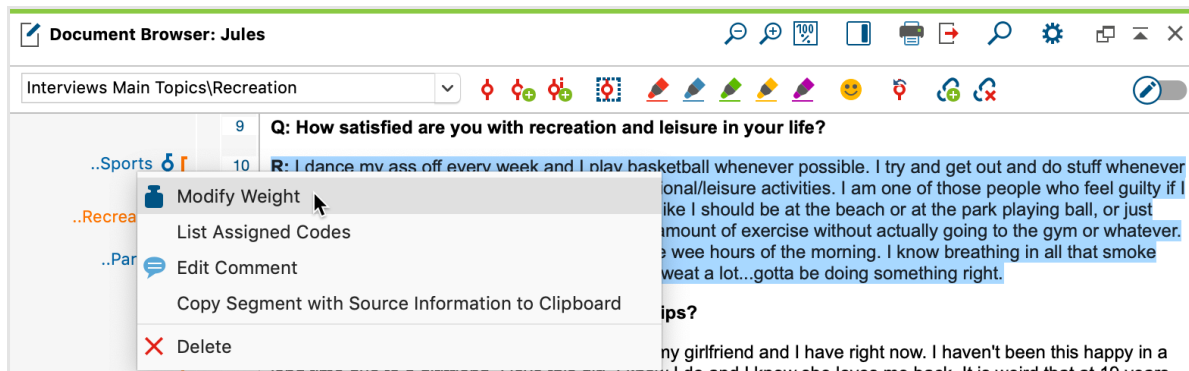 Document Browser: Jules
100 %
Interviews Main Topics\Recreation
9 Q: How satisfied are you with recreation and leisure in your life?
..Sports
10 R: I dance my ass off every week and I play basketball whenever possible. I try and get out and do stuff whenever
Modify Weight
onal/leisure activities. I am one of those people who feel guilty if I
..Recrea
ike I should be at the beach or at the park playing ball, or just
List Assigned Codes
amount of exercise without actually going to the gym or whatever.
..Par
e wee hours of the morning. I know breathing in all that smoke
Edit Comment
weat a lot...gotta be doing something right.
Copy Segment with Source Information to Clipboard
ips?
Delete
my girlfriend and I have right now. I haven't been this happy in a